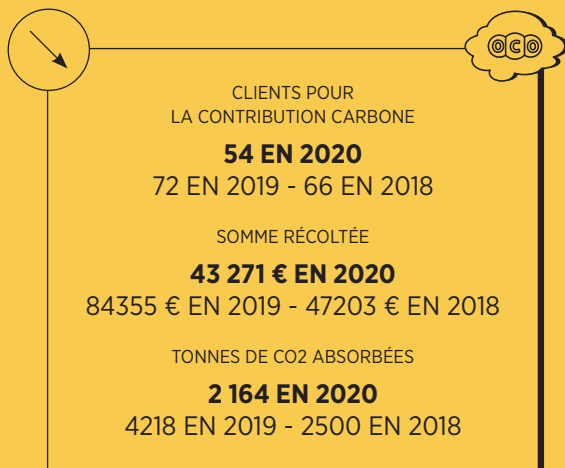 OCO
CLIENTS POUR
LA CONTRIBUTION CARBONE
54 EN 2020
72 EN 2019 - 66 EN 2018
SOMME RÉCOLTÉE
43 271 € EN 2020
84355 € EN 2019 - 47203 € EN 2018
TONNES DE CO2 ABSORBÉES
2 164 EN 2020
4218 EN 2019 - 2500 EN 2018